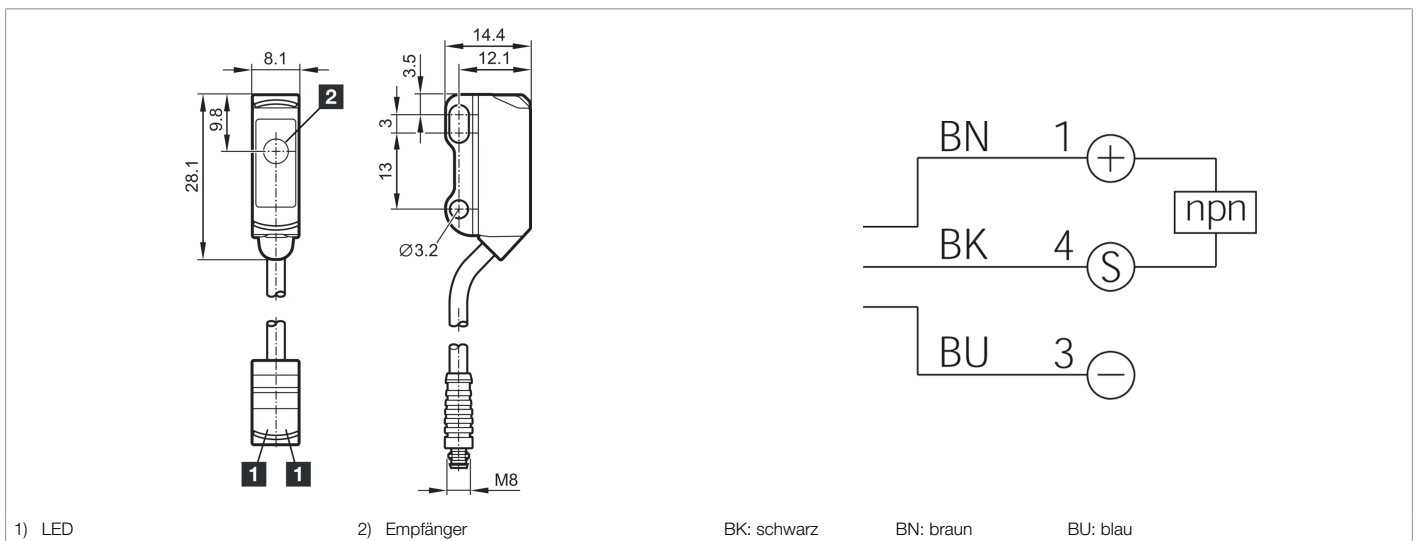 14.4
8.1
12.1
3.5
2
9.8
3
28.1
13
Ø3.2
1 1
M8
BN 1 +
npn
BK 4 S
BU 3 −
1) LED 2) Empfänger BK: schwarz BN: braun BU: blau